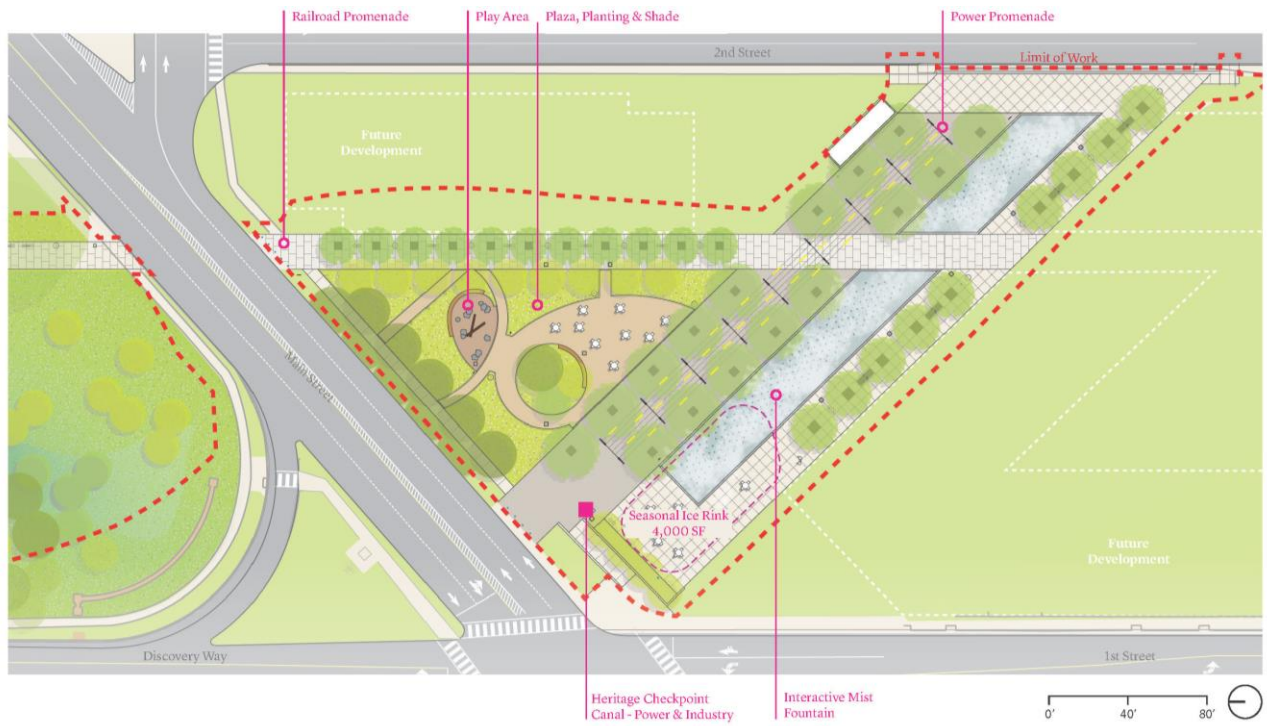 Railroad Promenade
Play Area
Plaza, Planting & Shade
Power Promenade
2nd Street
Limit of Work
Future
Development
Main Street
Seasonal Ice Rink
4,000 SF
Future
Development
Discovery Way
1st Street
Heritage Checkpoint
Canal - Power & Industry
Interactive Mist
Fountain
0'
40'
80'